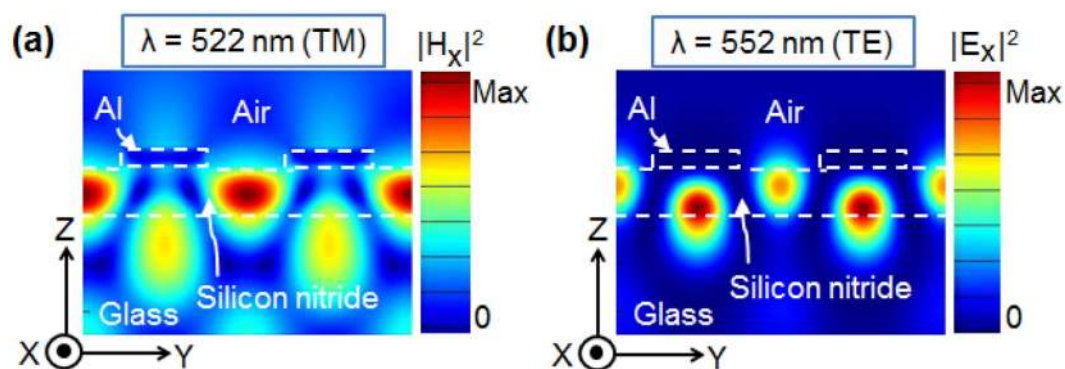 (a)
λ = 522 nm (TM)
|Hₓ|²
Max
Al
Air
Z
Silicon nitride
Glass
0
X
Y
(b)
λ = 552 nm (TE)
|Eₓ|²
Max
Al
Air
Z
Silicon nitride
Glass
0
X
Y